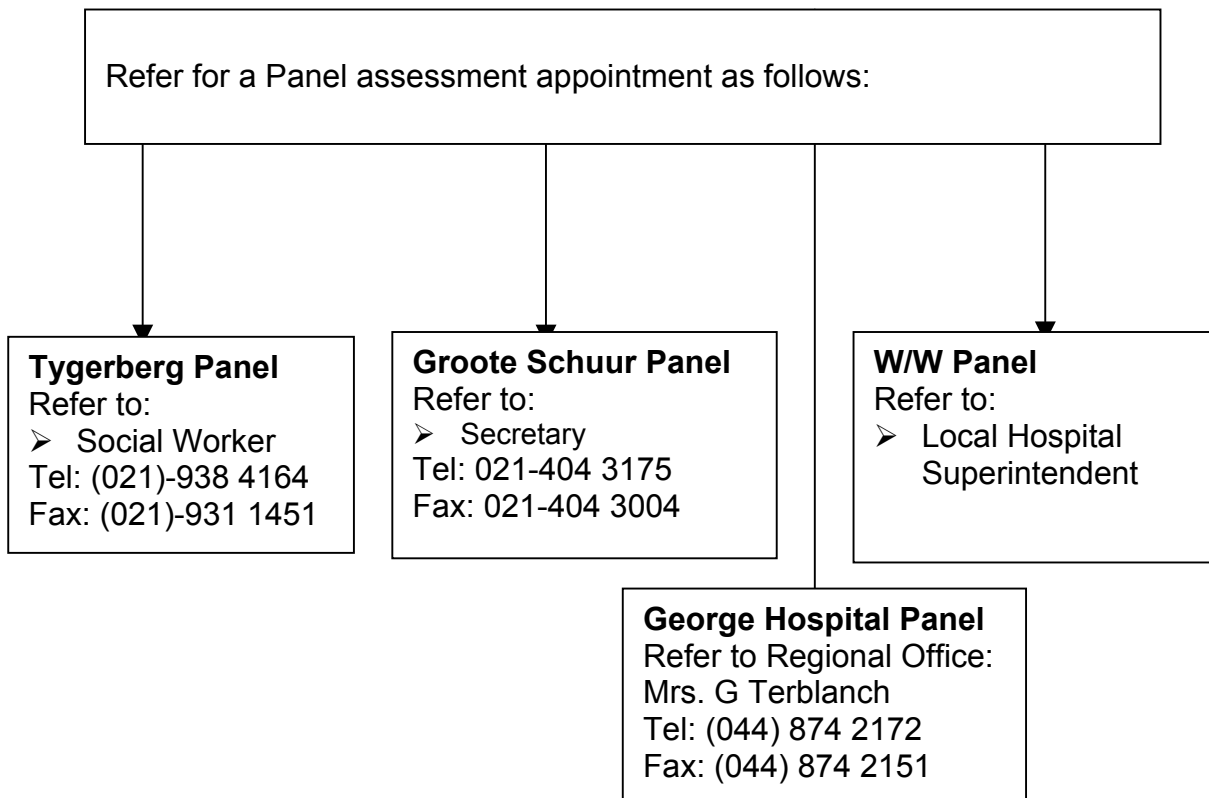 Refer for a Panel assessment appointment as follows:
Tygerberg Panel
Refer to:
➢ Social Worker
Tel: (021)-938 4164
Fax: (021)-931 1451
Groote Schuur Panel
Refer to:
➢ Secretary
Tel: 021-404 3175
Fax: 021-404 3004
W/W Panel
Refer to:
➢ Local Hospital
Superintendent
George Hospital Panel
Refer to Regional Office:
Mrs. G Terblanch
Tel: (044) 874 2172
Fax: (044) 874 2151